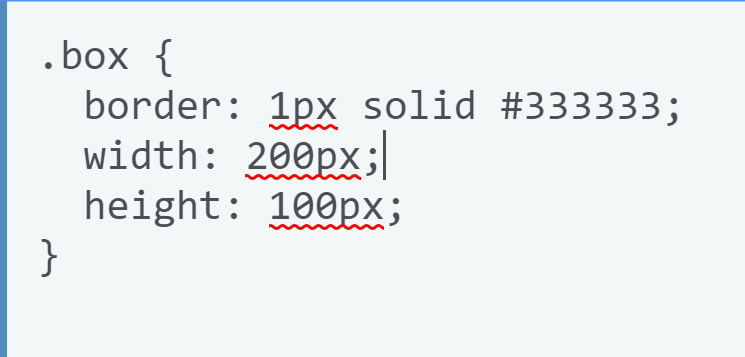 .box {
  border: 1px solid #333333;
  width: 200px;
  height: 100px;
}